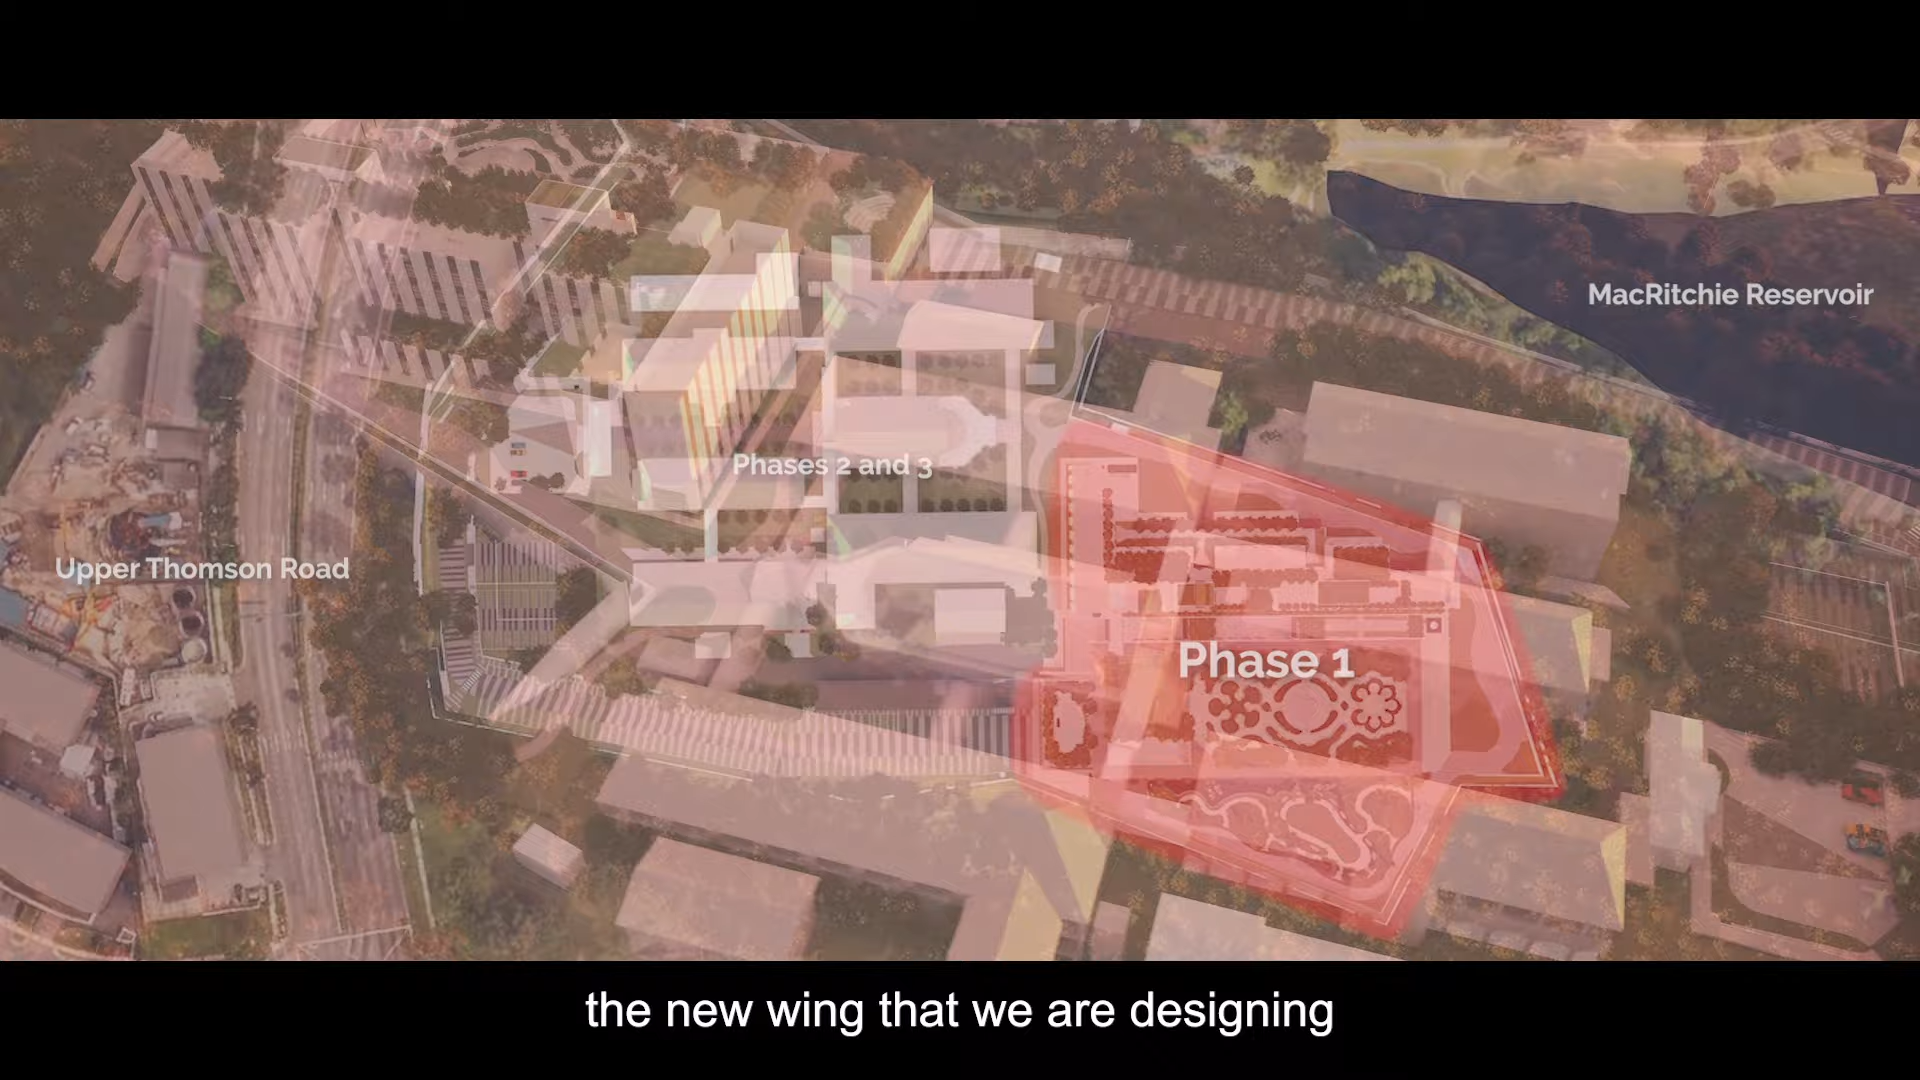 MacRitchie Reservoir
Phases 2 and 3
Upper Thomson Road
Phase 1
the new wing that we are designing